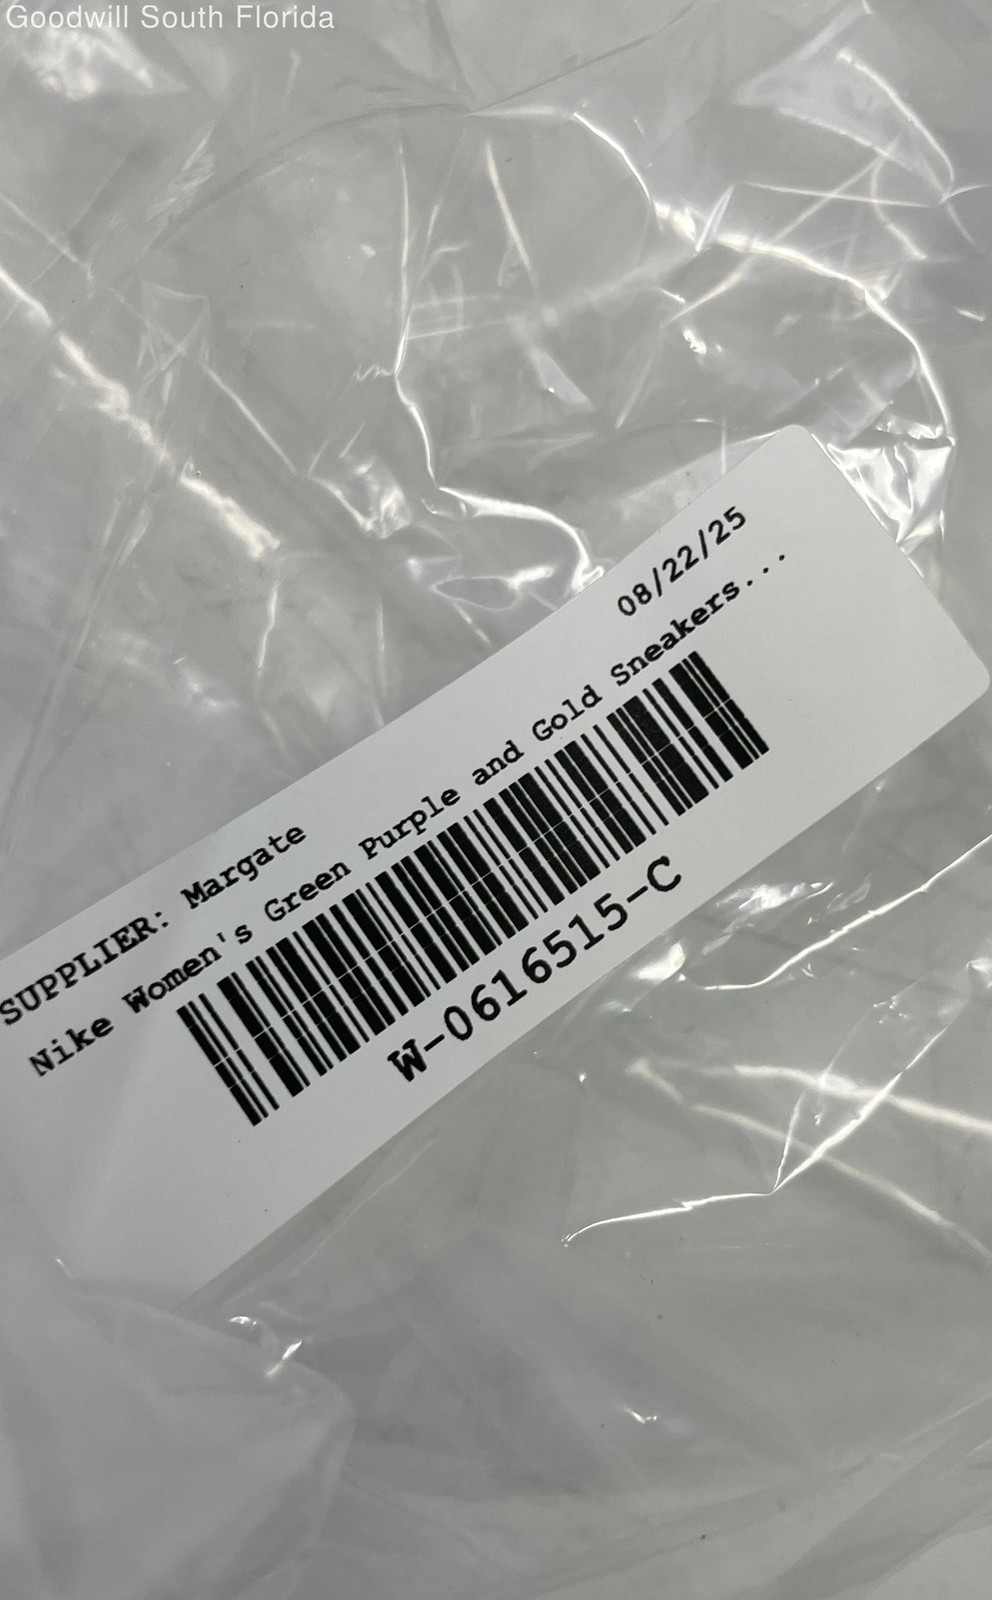 Goodwill South Florida
08/22/25
SUPPLIER: Margate
Nike Women's Green Purple and Gold Sneakers...
W-0616515-C